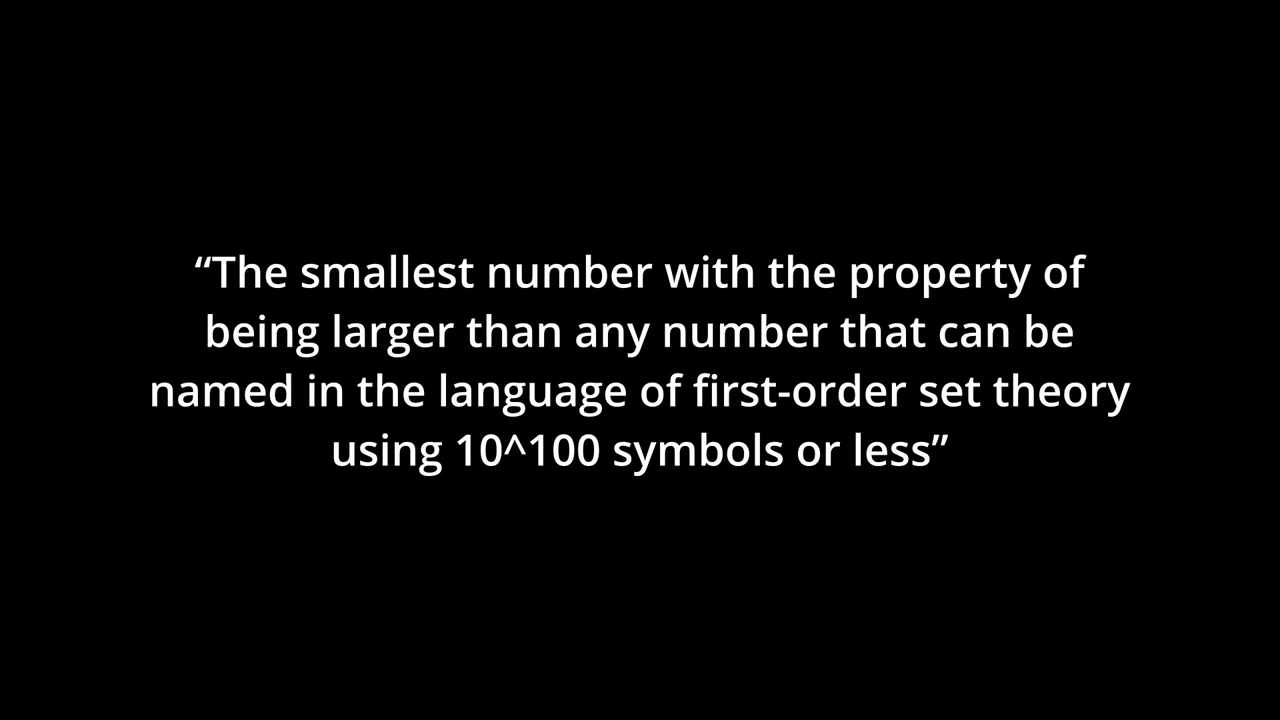 “The smallest number with the property of
being larger than any number that can be
named in the language of first-order set theory
using 10^100 symbols or less”